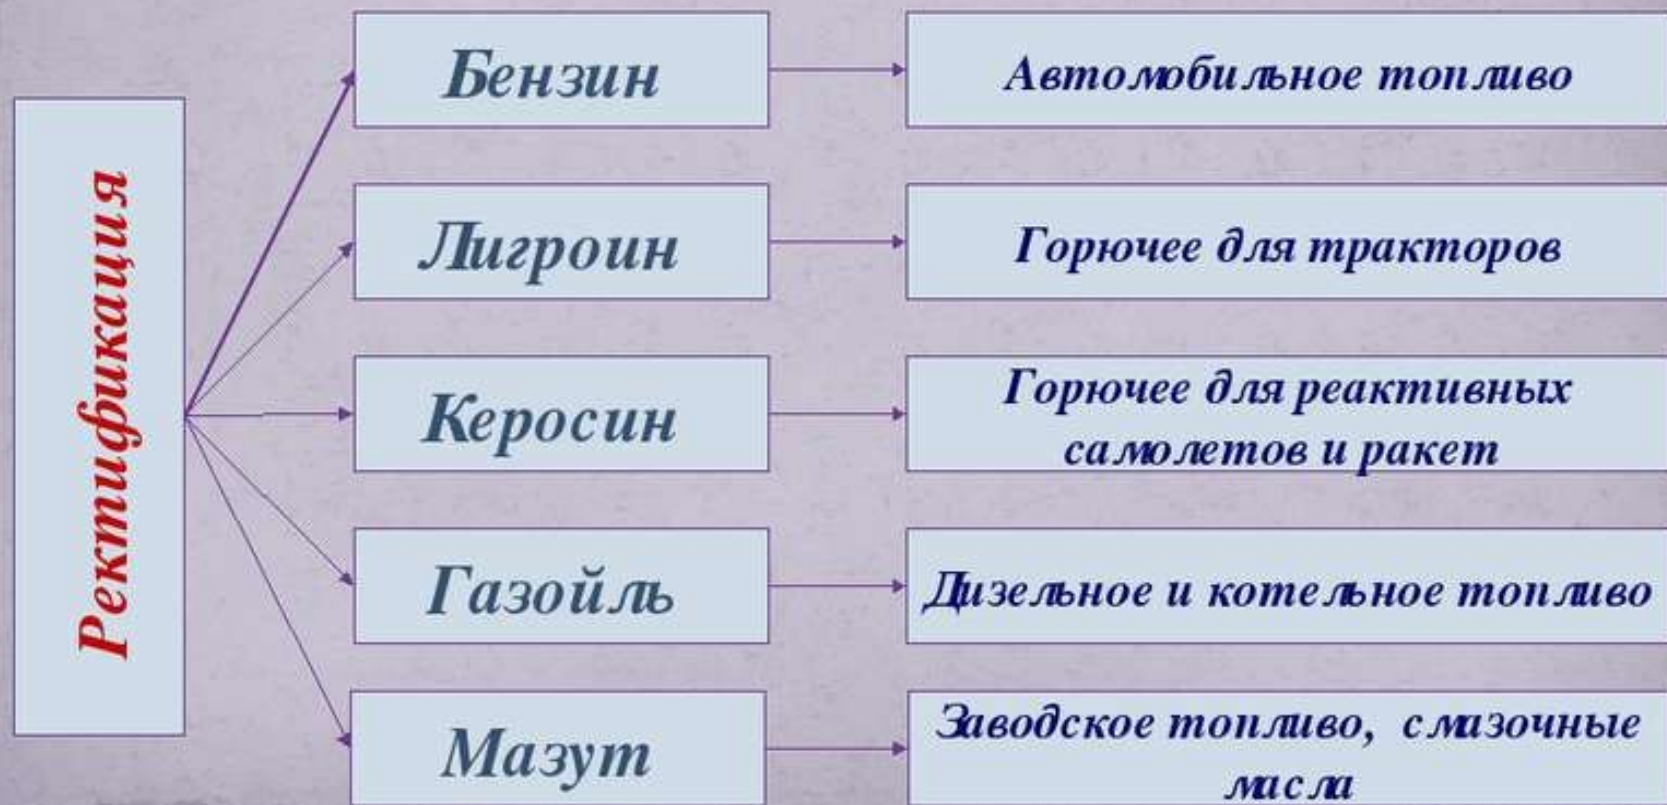 Ректификация
Бензин
Автомобильное топливо
Лигроин
Горючее для тракторов
Керосин
Горючее для реактивных
самолетов и ракет
Газойль
Дизельное и котельное топливо
Мазут
Заводское топливо, смазочные
масла